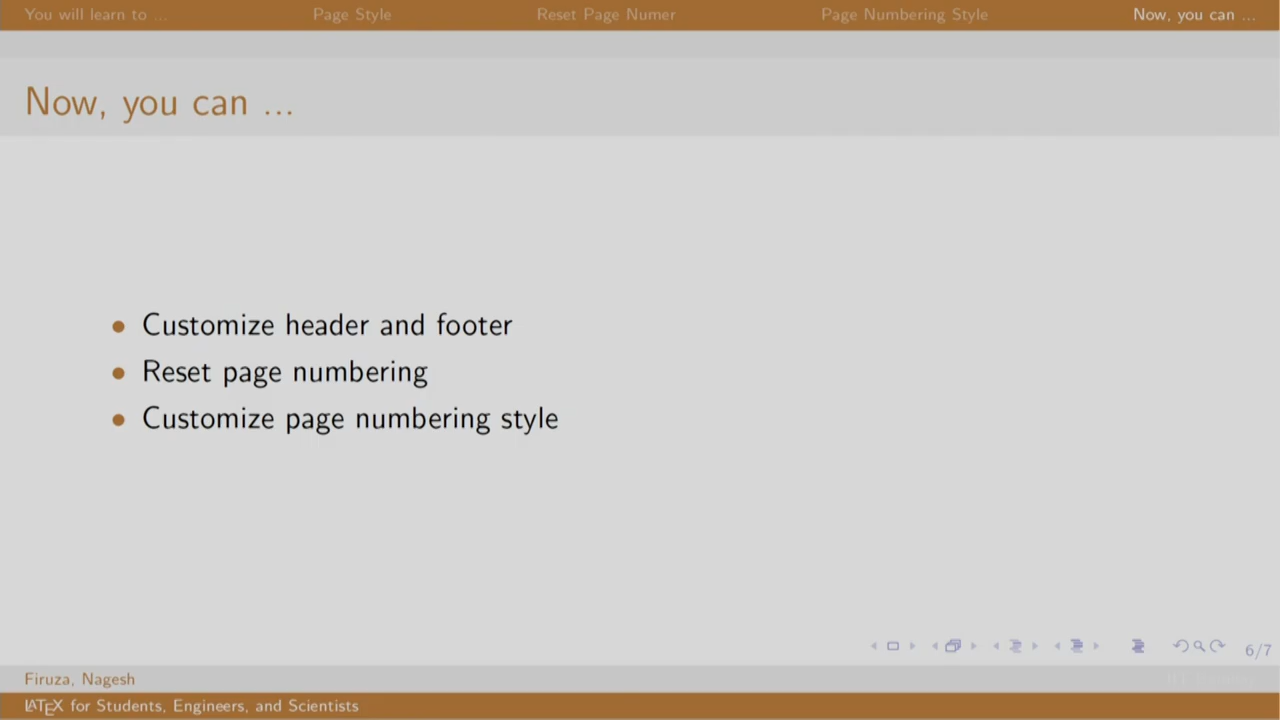 You will learn to ... Page Style Reset Page Numer Page Numbering Style Now, you can ...
Now, you can ...
• Customize header and footer
• Reset page numbering
• Customize page numbering style
6/7
Firuza, Nagesh
LATEX for Students, Engineers, and Scientists